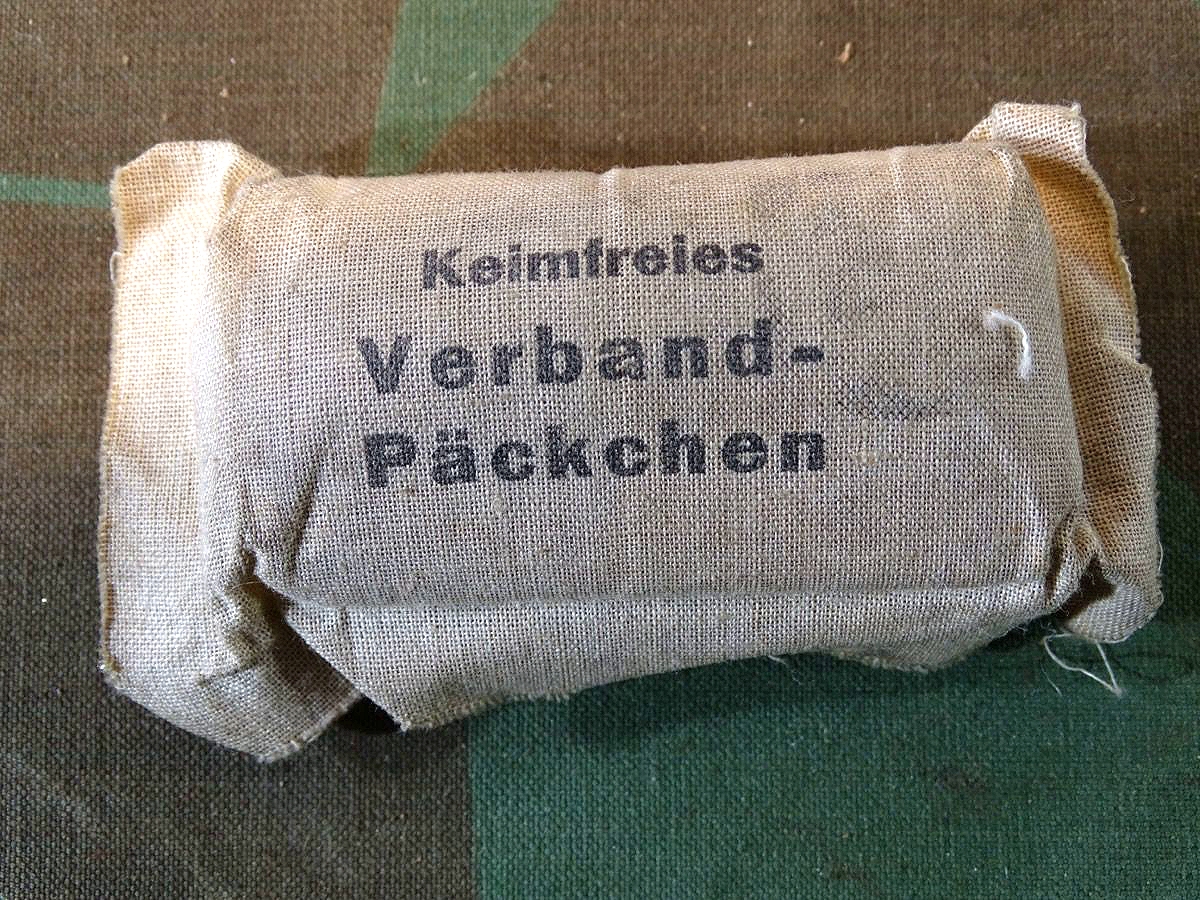 Keimfreies
Verband-
Päckchen